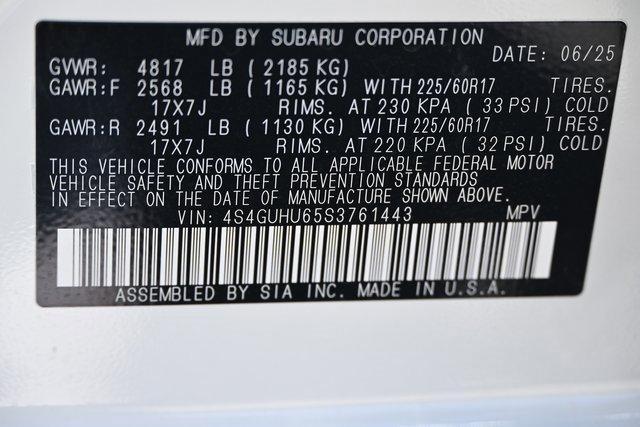 MFD BY SUBARU CORPORATION
DATE: 06/25
GVWR: 4817 LB ( 2185 KG)
GAWR:F 2568 LB ( 1165 KG)WITH 225/60R17 TIRES.
17X7J RIMS. AT 230 KPA ( 33 PSI) COLD
GAWR:R 2491 LB ( 1130 KG)WITH 225/60R17 TIRES.
17X7J RIMS. AT 220 KPA ( 32 PSI) COLD
THIS VEHICLE CONFORMS TO ALL APPLICABLE FEDERAL MOTOR
VEHICLE SAFETY AND THEFT PREVENTION STANDARDS
IN EFFECT ON THE DATE OF MANUFACTURE SHOWN ABOVE.
VIN: 4S4GUHU65S3761443 MPV
ASSEMBLED BY SIA INC. MADE IN U.S.A.